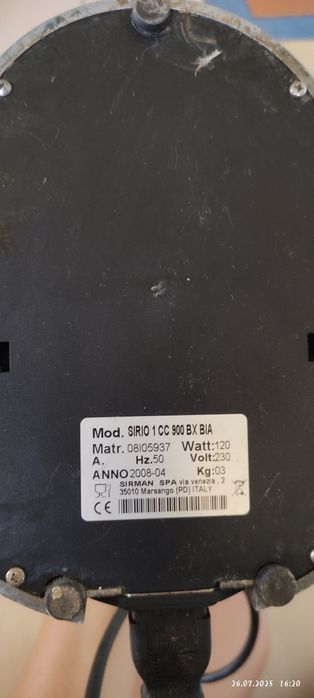 Mod. SIRIO 1 CC 900 BX BIA
Matr. 08I05937 Watt:120
A. Hz.50 Volt:230
ANNO 2008-04 Kg:03
SIRMAN SPA via venezia , 2
35010 Marsango (PD) ITALY
CE
26.07.2025 16:20